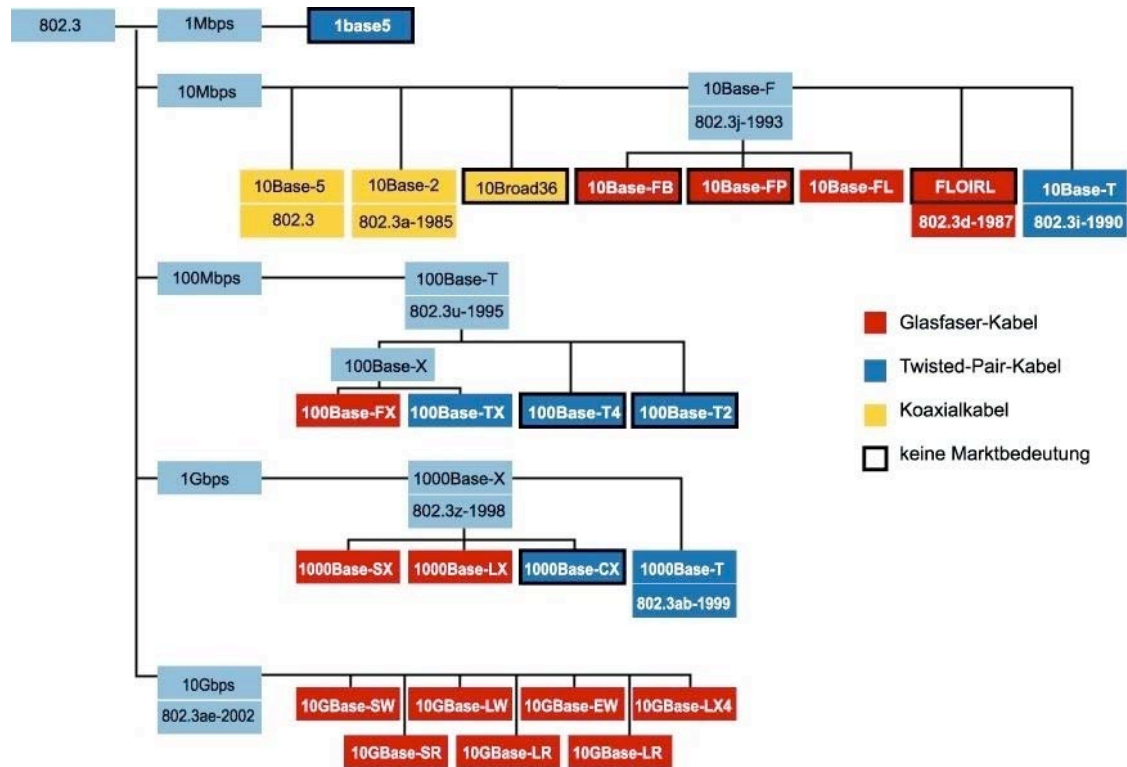 802.3
1Mbps
1base5
10Mbps
10Base-F
802.3j-1993
10Base-5
802.3
10Base-2
802.3a-1985
10Broad36
10Base-FB
10Base-FP
10Base-FL
FLOIRL
802.3d-1987
10Base-T
802.3i-1990
100Mbps
100Base-T
802.3u-1995
100Base-X
100Base-FX
100Base-TX
100Base-T4
100Base-T2
Glasfaser-Kabel
Twisted-Pair-Kabel
Koaxialkabel
keine Marktbedeutung
1Gbps
1000Base-X
802.3z-1998
1000Base-SX
1000Base-LX
1000Base-CX
1000Base-T
802.3ab-1999
10Gbps
802.3ae-2002
10GBase-SW
10GBase-LW
10GBase-EW
10GBase-LX4
10GBase-SR
10GBase-LR
10GBase-LR